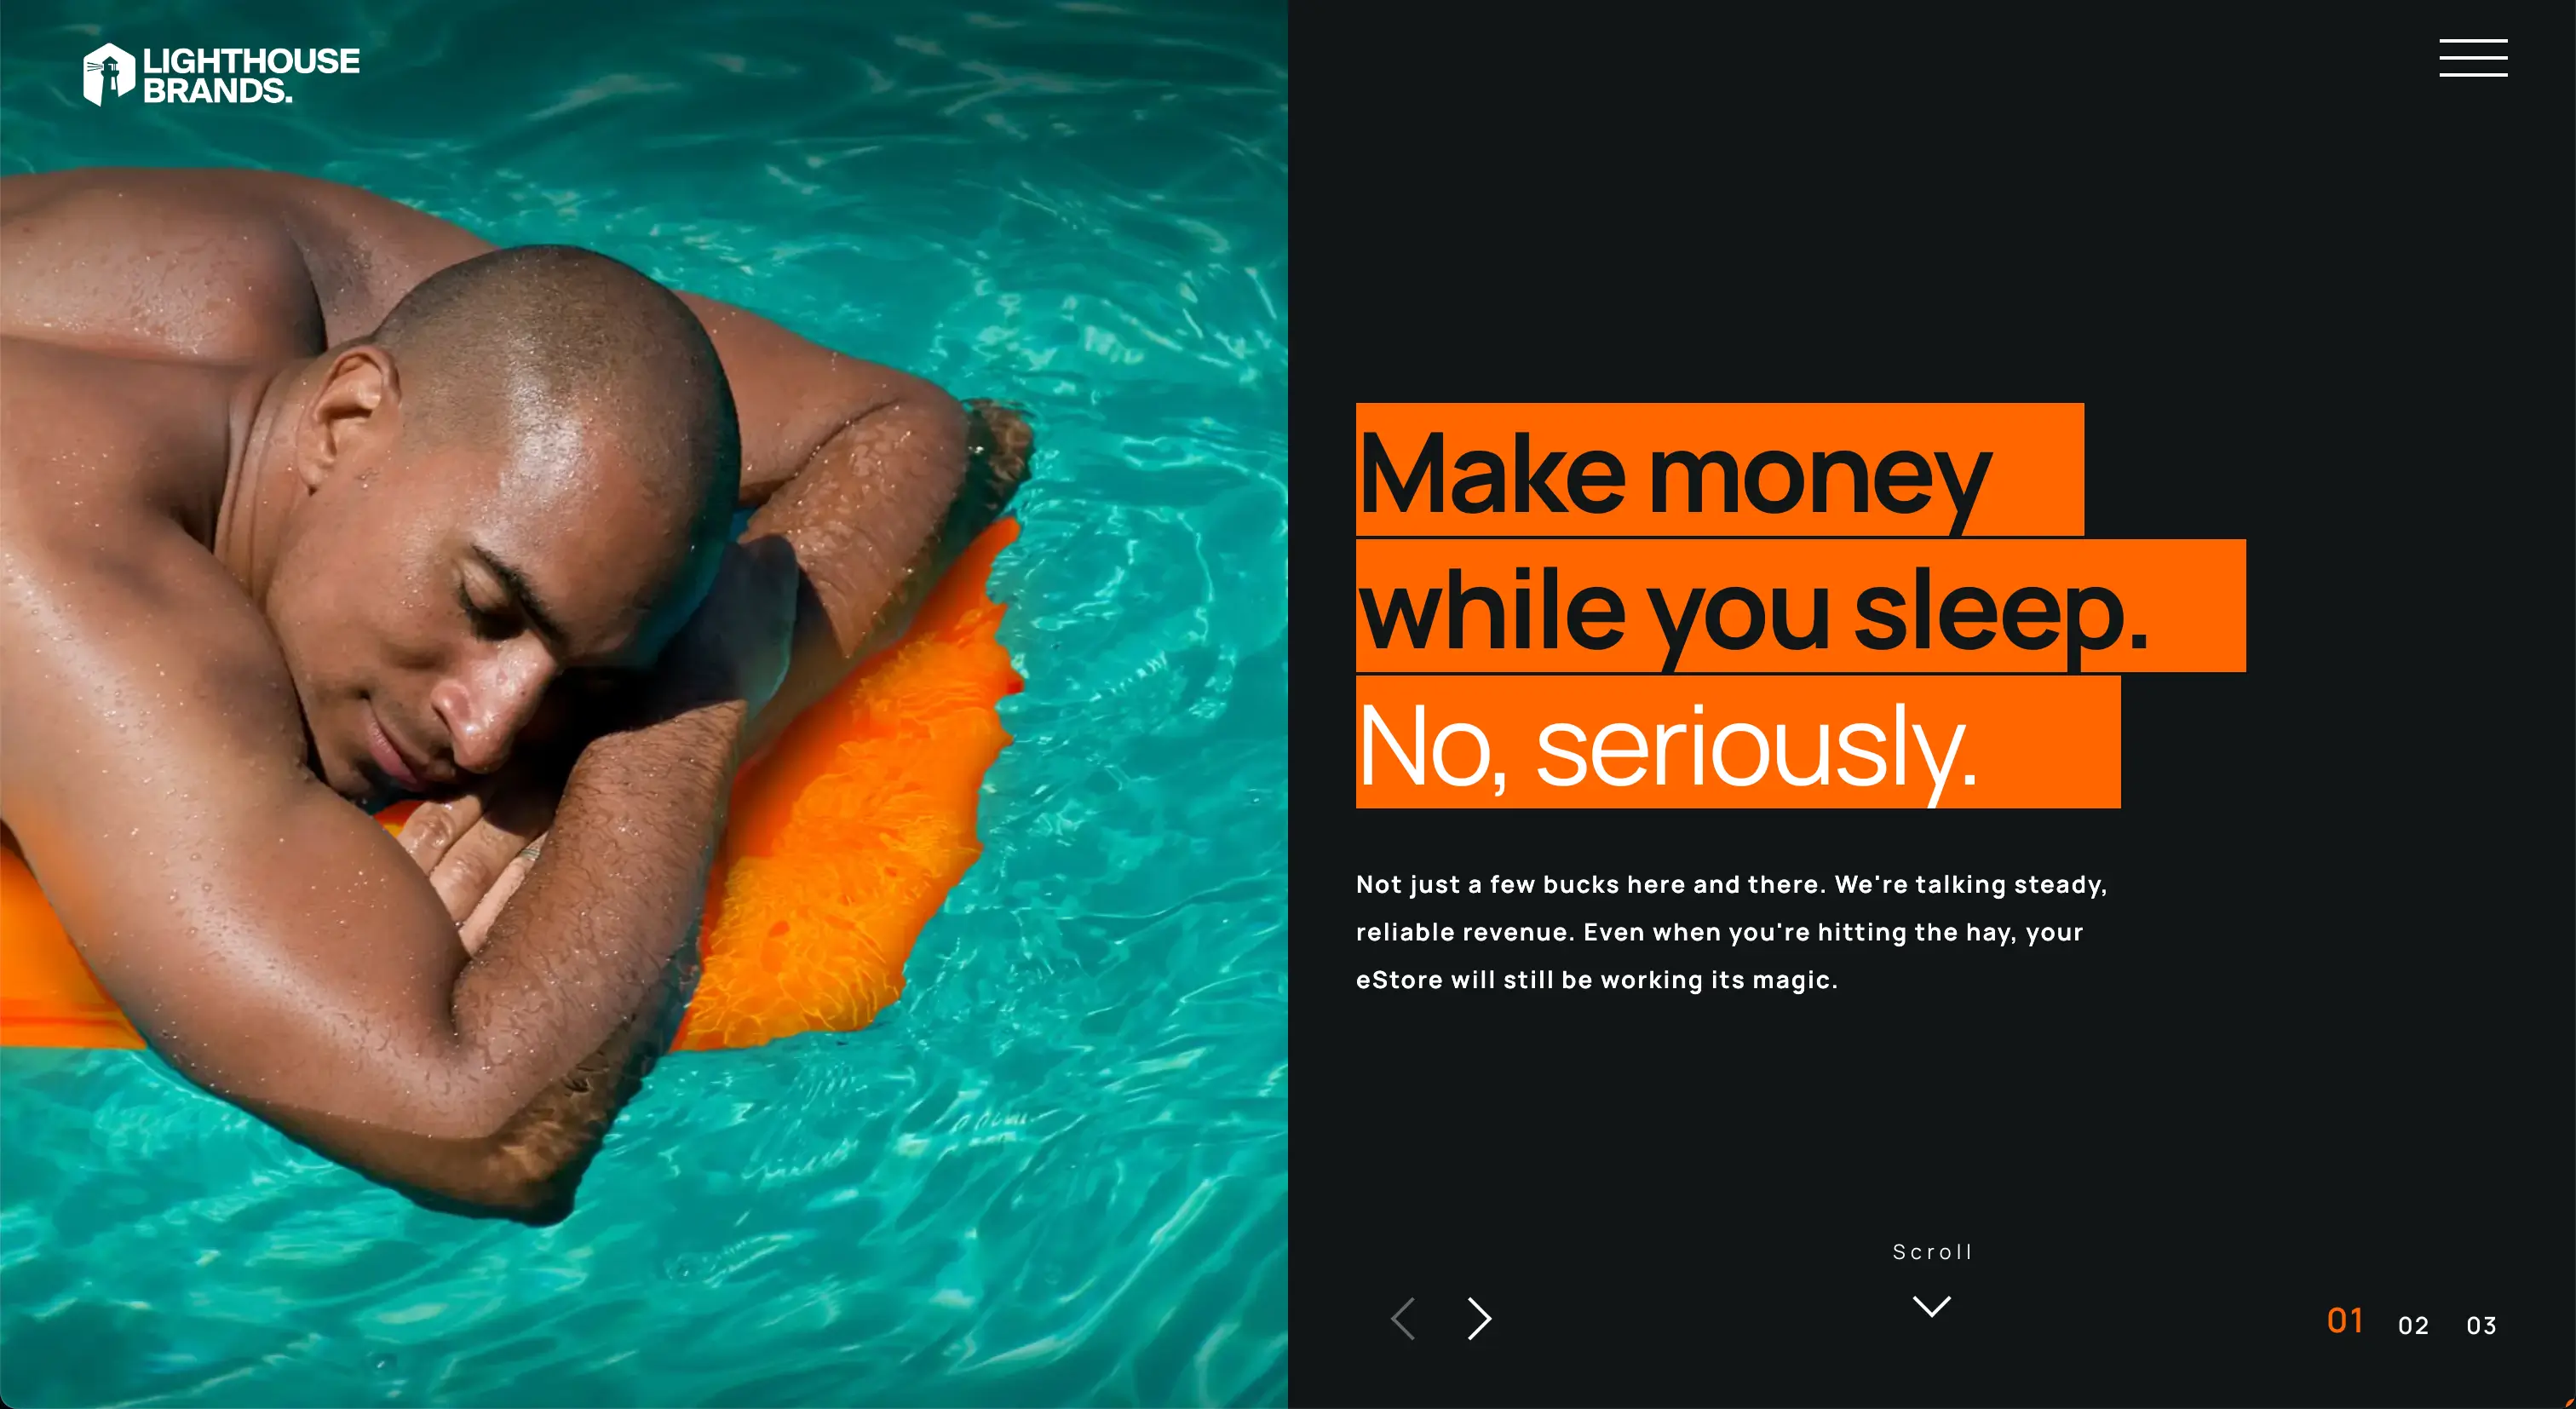 LIGHTHOUSE
BRANDS.
Make money
while you sleep.
No, seriously.
Not just a few bucks here and there. We're talking steady,
reliable revenue. Even when you're hitting the hay, your
eStore will still be working its magic.
Scroll
01 02 03